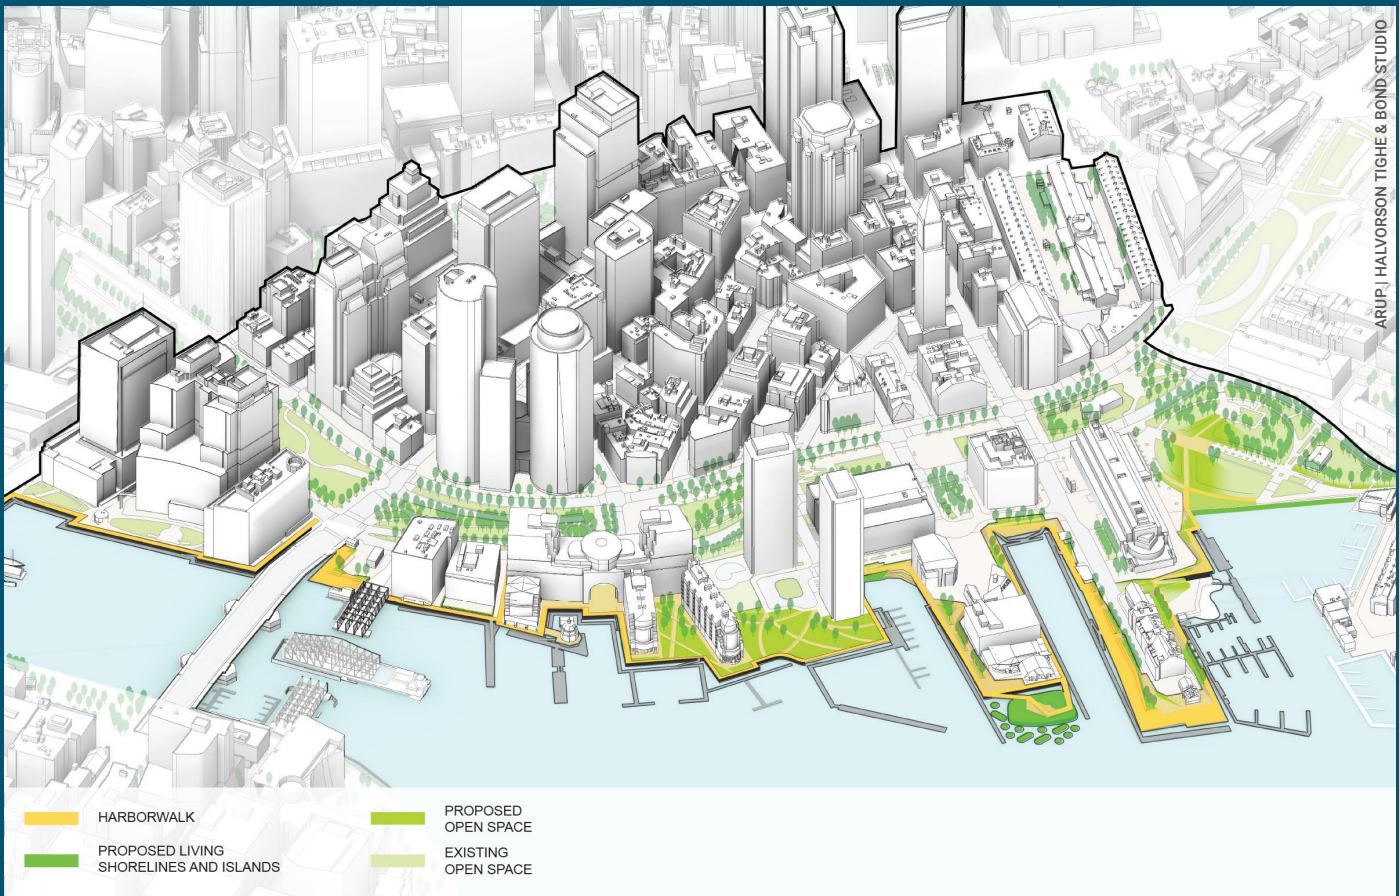 ARUP | HALVORSON TIGHE & BOND STUDIO
HARBORWALK
PROPOSED LIVING
SHORELINES AND ISLANDS
PROPOSED
OPEN SPACE
EXISTING
OPEN SPACE